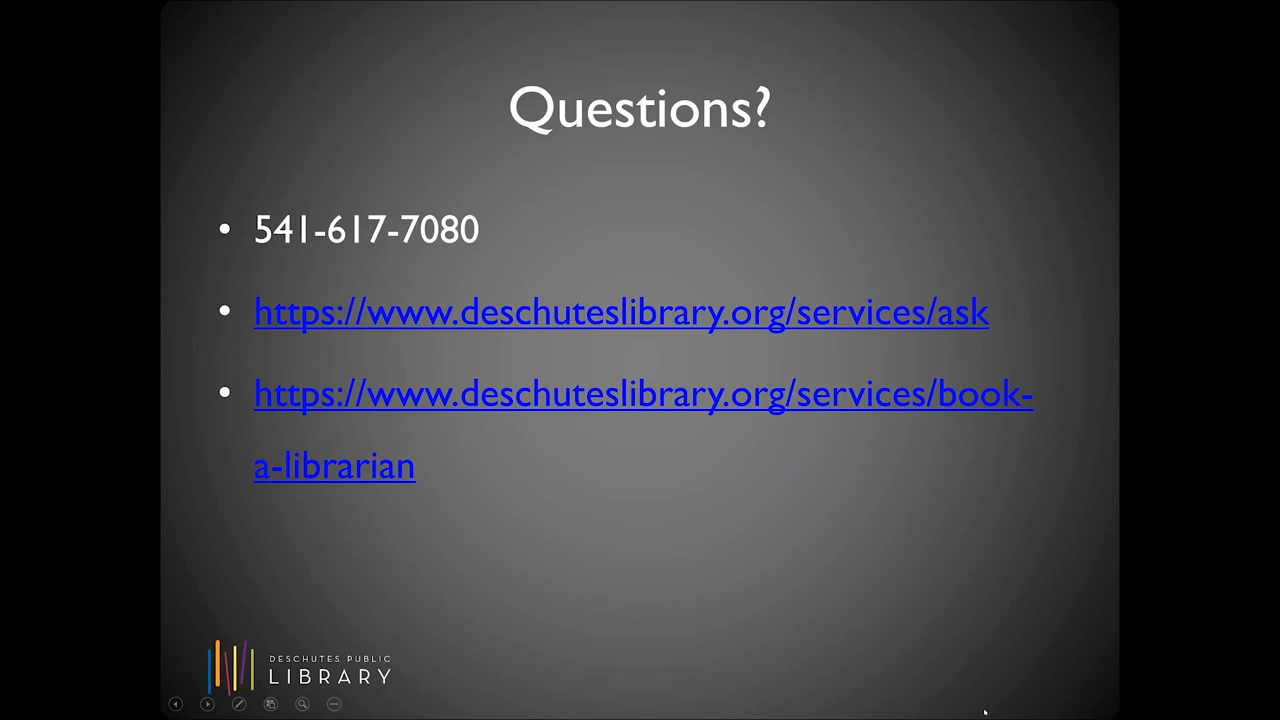 Questions?
• 541-617-7080
• https://www.deschuteslibrary.org/services/ask
• https://www.deschuteslibrary.org/services/book-
a-librarian
DESCHUTES PUBLIC
LIBRARY